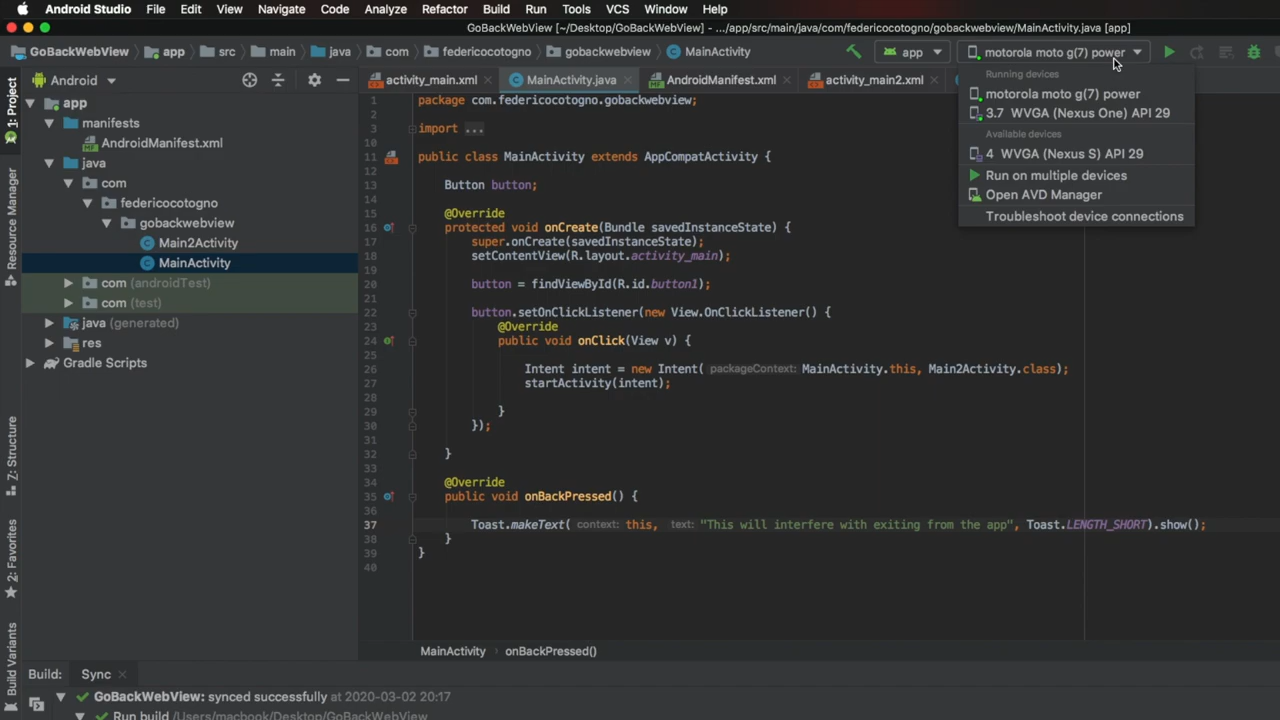 Android Studio File Edit View Navigate Code Analyze Refactor Build Run Tools VCS Window Help
GoBackWebView [~/Desktop/GoBackWebView] - .../app/src/main/java/com/federicocotogno/gobackwebview/MainActivity.java [app]
GoBackWebView app src main java com federicocotogno gobackwebview MainActivity app motorola moto g(7) power
Running devices
motorola moto g(7) power
3.7 WVGA (Nexus One) API 29
Available devices
4 WVGA (Nexus S) API 29
Run on multiple devices
Open AVD Manager
Troubleshoot device connections
1: Project
Resource Manager
Z: Structure
2: Favorites
Build Variants
Android
app
manifests
AndroidManifest.xml
java
com
federicocotogno
gobackwebview
Main2Activity
MainActivity
com (androidTest)
com (test)
java (generated)
res
Gradle Scripts
activity_main.xml MainActivity.java AndroidManifest.xml activity_main2.xml
1 package com.federicocotogno.gobackwebview;
2
3 import ...
10
11 public class MainActivity extends AppCompatActivity {
12
13 Button button;
14
15 @Override
16 protected void onCreate(Bundle savedInstanceState) {
17 super.onCreate(savedInstanceState);
18 setContentView(R.layout.activity_main);
19
20 button = findViewById(R.id.button1);
21
22 button.setOnClickListener(new View.OnClickListener() {
23 @Override
24 public void onClick(View v) {
25
26 Intent intent = new Intent( packageContext: MainActivity.this, Main2Activity.class);
27 startActivity(intent);
28
29 }
30 });
31
32 }
33
34 @Override
35 public void onBackPressed() {
36
37 Toast.makeText( context: this, text: "This will interfere with exiting from the app", Toast.LENGTH_SHORT).show();
38 }
39 }
40
MainActivity › onBackPressed()
Build: Sync
GoBackWebView: synced successfully at 2020-03-02 20:17
Run build /Users/macbook/Desktop/GoBackWebView